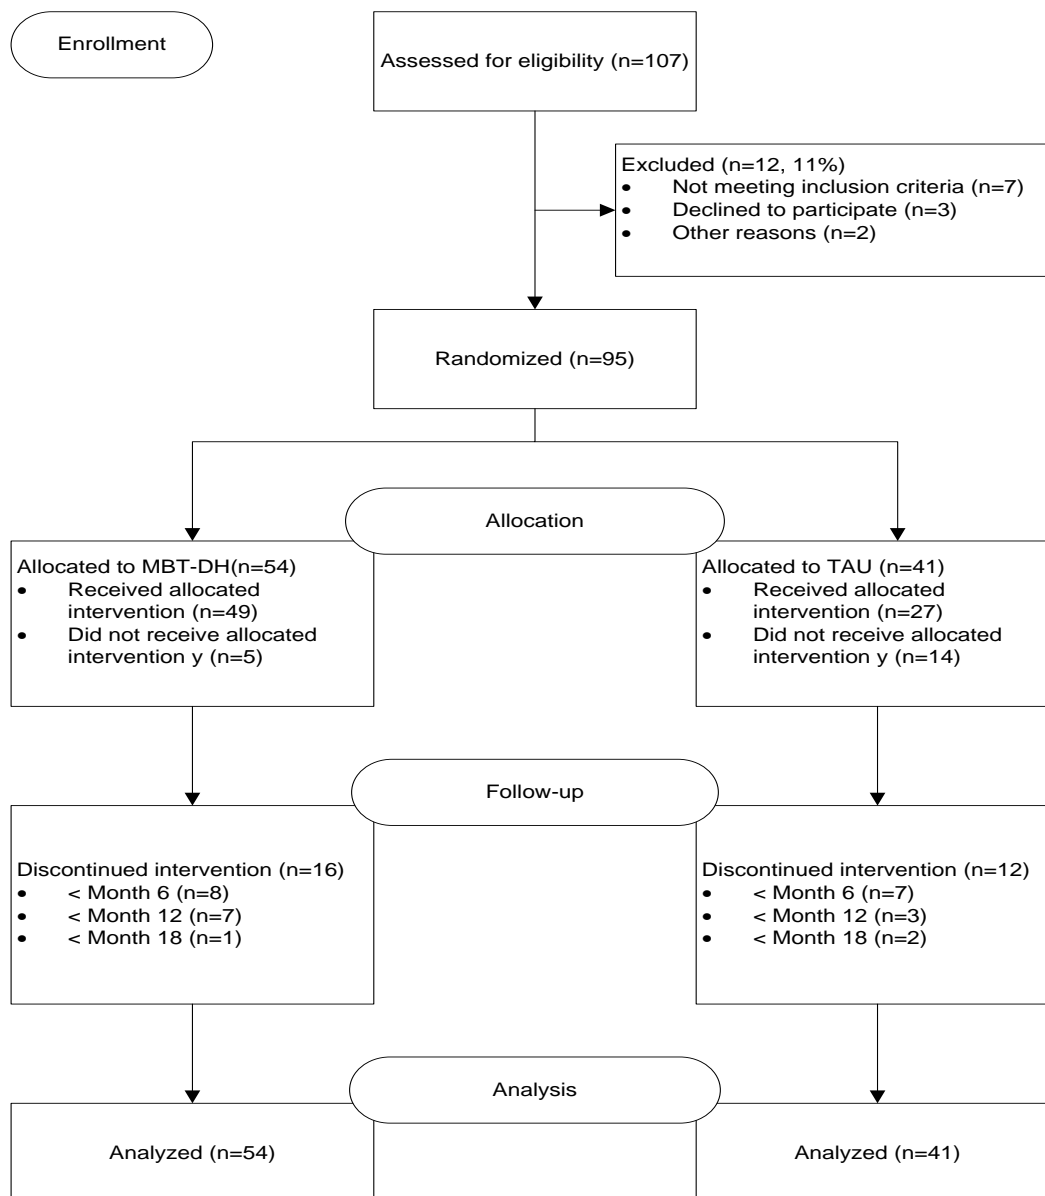 Enrollment
Assessed for eligibility (n=107)
Excluded (n=12, 11%)
• Not meeting inclusion criteria (n=7)
• Declined to participate (n=3)
• Other reasons (n=2)
Randomized (n=95)
Allocation
Allocated to MBT-DH(n=54)
• Received allocated
intervention (n=49)
• Did not receive allocated
intervention y (n=5)
Allocated to TAU (n=41)
• Received allocated
intervention (n=27)
• Did not receive allocated
intervention y (n=14)
Follow-up
Discontinued intervention (n=16)
• < Month 6 (n=8)
• < Month 12 (n=7)
• < Month 18 (n=1)
Discontinued intervention (n=12)
• < Month 6 (n=7)
• < Month 12 (n=3)
• < Month 18 (n=2)
Analysis
Analyzed (n=54)
Analyzed (n=41)